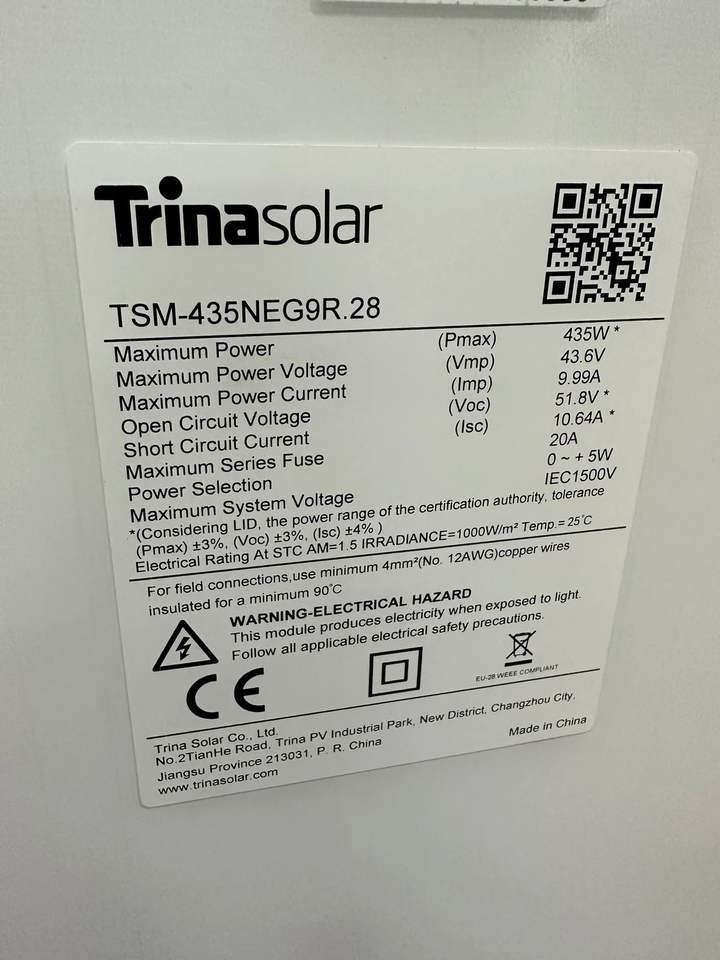 Trinasolar
TSM-435NEG9R.28
Maximum Power (Pmax) 435W *
Maximum Power Voltage (Vmp) 43.6V
Maximum Power Current (Imp) 9.99A
Open Circuit Voltage (Voc) 51.8V *
Short Circuit Current (Isc) 10.64A *
Maximum Series Fuse 20A
Power Selection 0 ~ + 5W
Maximum System Voltage IEC1500V
*(Considering LID, the power range of the certification authority, tolerance
(Pmax) ±3%, (Voc) ±3%, (Isc) ±4% )
Electrical Rating At STC AM=1.5 IRRADIANCE=1000W/m² Temp.= 25℃
For field connections,use minimum 4mm²(No. 12AWG)copper wires
insulated for a minimum 90℃
WARNING-ELECTRICAL HAZARD
This module produces electricity when exposed to light.
Follow all applicable electrical safety precautions.
CE
EU-28 WEEE COMPLIANT
Trina Solar Co., Ltd.
No.2TianHe Road, Trina PV Industrial Park, New District, Changzhou City,
Jiangsu Province 213031, P. R. China
www.trinasolar.com
Made in China